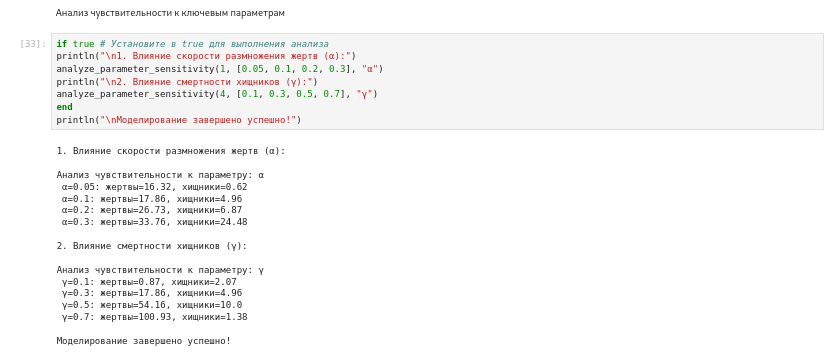 Анализ чувствительности к ключевым параметрам
[33]: if true # Установите в true для выполнения анализа
println("\n1. Влияние скорости размножения жертв (α):")
analyze_parameter_sensitivity(1, [0.05, 0.1, 0.2, 0.3], "α")
println("\n2. Влияние смертности хищников (γ):")
analyze_parameter_sensitivity(4, [0.1, 0.3, 0.5, 0.7], "γ")
end
println("\nМоделирование завершено успешно!")
1. Влияние скорости размножения жертв (α):
Анализ чувствительности к параметру: α
α=0.05: жертвы=16.32, хищники=0.62
α=0.1: жертвы=17.86, хищники=4.96
α=0.2: жертвы=26.73, хищники=6.87
α=0.3: жертвы=33.76, хищники=24.48
2. Влияние смертности хищников (γ):
Анализ чувствительности к параметру: γ
γ=0.1: жертвы=0.87, хищники=2.07
γ=0.3: жертвы=17.86, хищники=4.96
γ=0.5: жертвы=54.16, хищники=10.0
γ=0.7: жертвы=100.93, хищники=1.38
Моделирование завершено успешно!